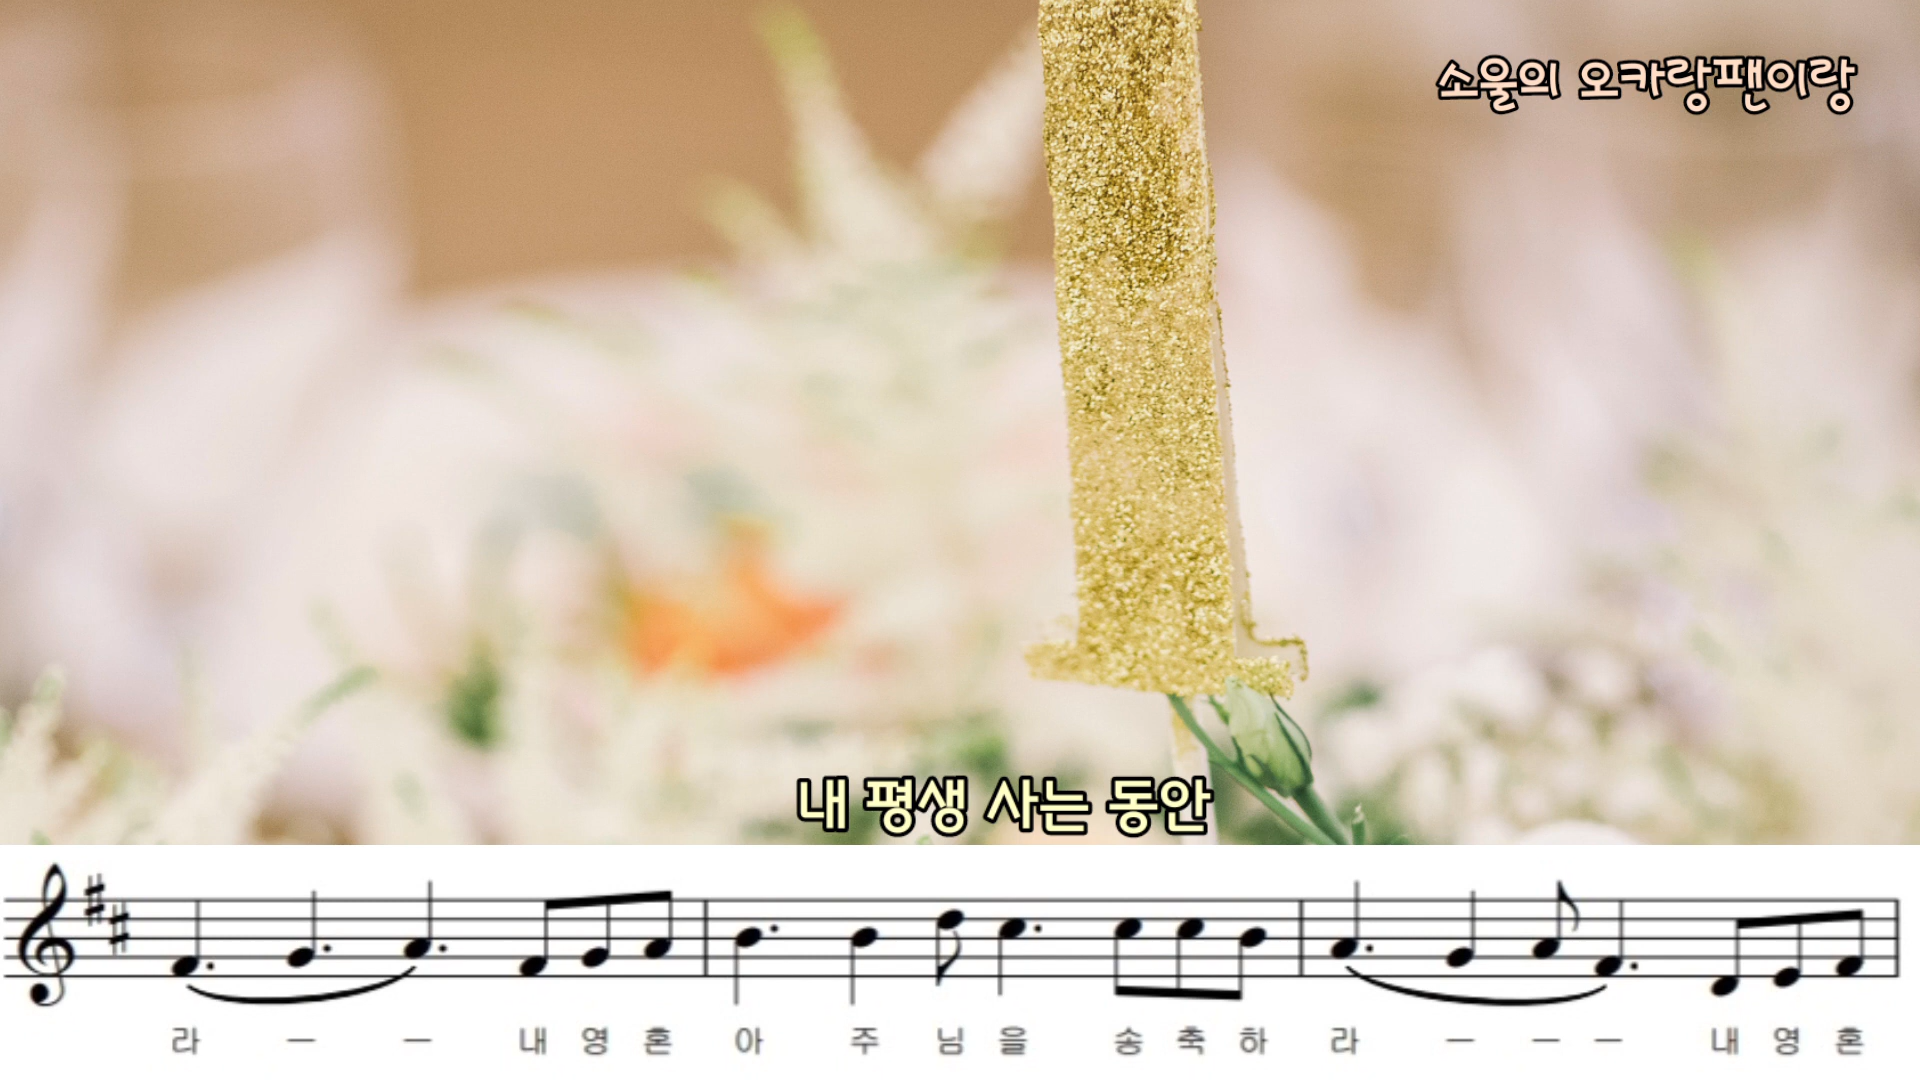 소울의 오카랑팬이랑
내 평생 사는 동안
라 ㅡ ㅡ 내 영 혼 아 주 님 을 송 축 하 라 ㅡ ㅡ ㅡ 내 영 혼